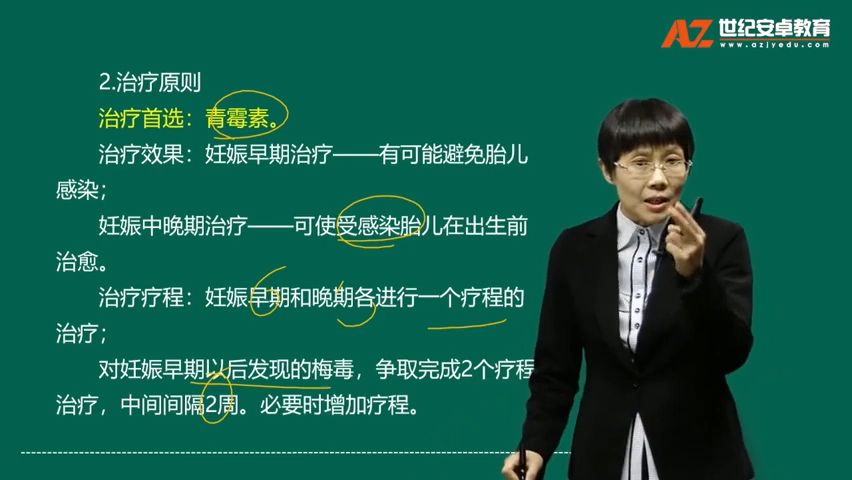 世纪安卓教育
www.azjyedu.com
2.治疗原则
治疗首选：青霉素。
治疗效果：妊娠早期治疗——有可能避免胎儿
感染；
妊娠中晚期治疗——可使受感染胎儿在出生前
治愈。
治疗疗程：妊娠早期和晚期各进行一个疗程的
治疗；
对妊娠早期以后发现的梅毒，争取完成2个疗程
治疗，中间间隔2周。必要时增加疗程。